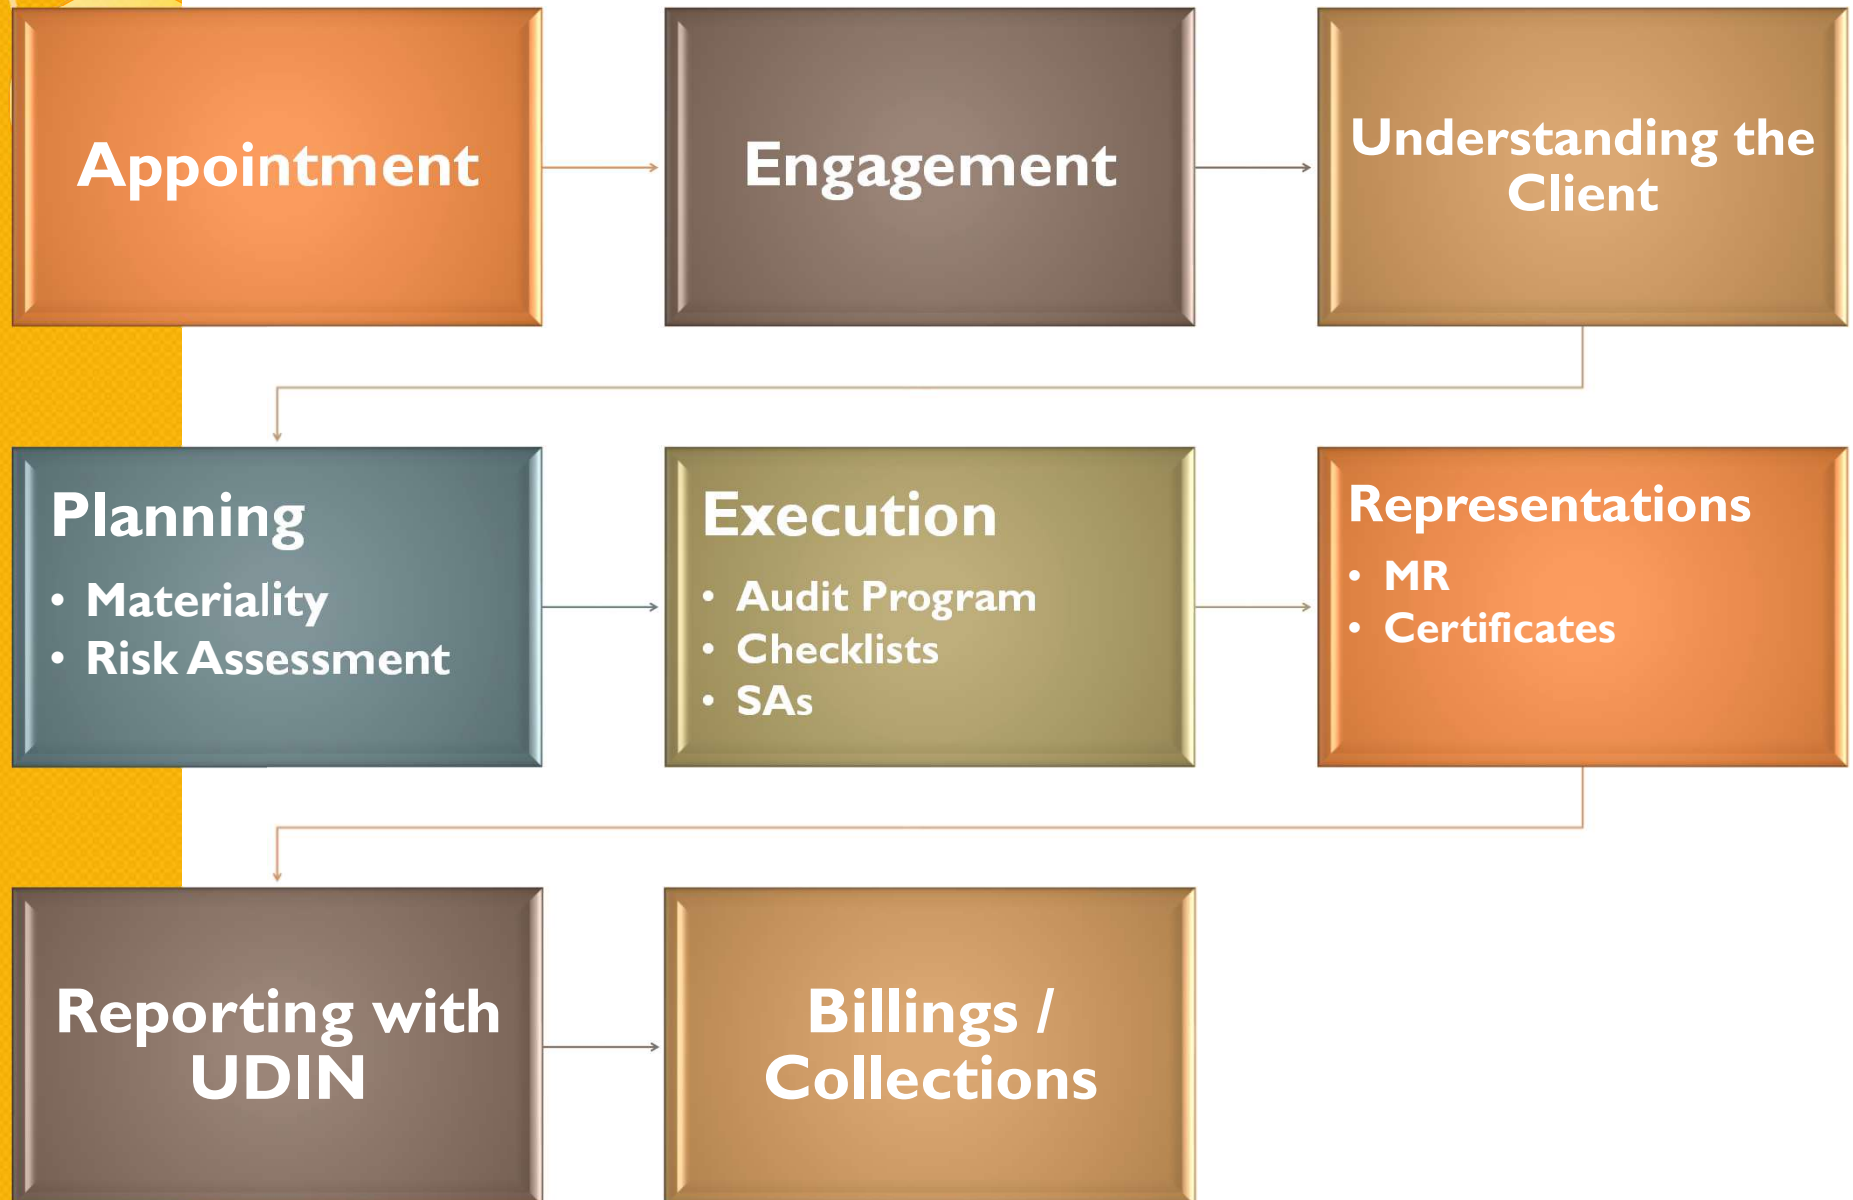 Appointment
Engagement
Understanding the
Client
Planning
• Materiality
• Risk Assessment
Execution
• Audit Program
• Checklists
• SAs
Representations
• MR
• Certificates
Reporting with
UDIN
Billings /
Collections